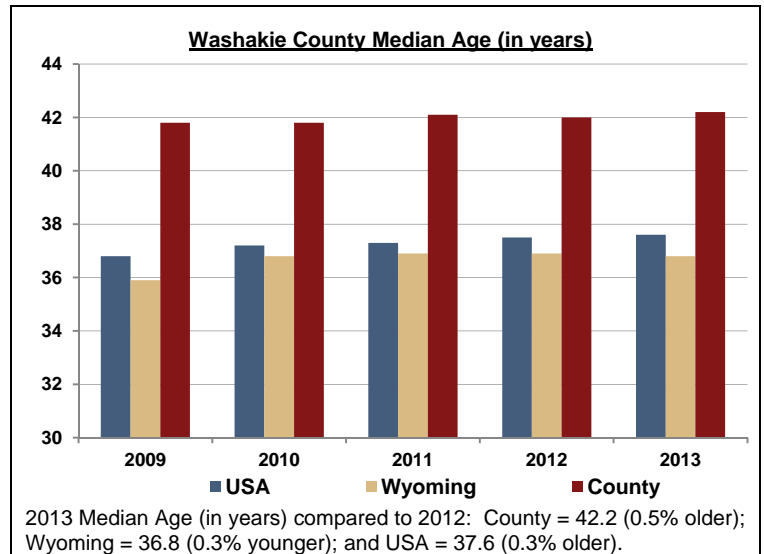 Washakie County Median Age (in years)
44
42
40
38
36
34
32
30
2009 2010 2011 2012 2013
USA Wyoming County
2013 Median Age (in years) compared to 2012: County = 42.2 (0.5% older);
Wyoming = 36.8 (0.3% younger); and USA = 37.6 (0.3% older).